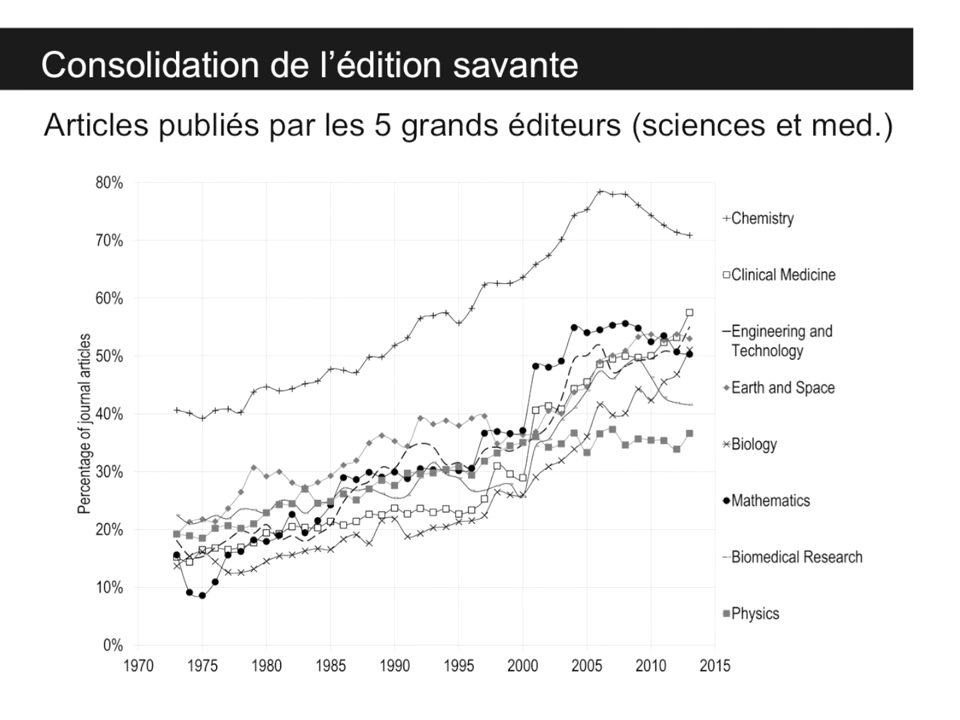 Consolidation de l’édition savante
Articles publiés par les 5 grands éditeurs (sciences et med.)
Percentage of journal articles
80%
70%
60%
50%
40%
30%
20%
10%
0%
1970 1975 1980 1985 1990 1995 2000 2005 2010 2015
Chemistry
Clinical Medicine
Engineering and
Technology
Earth and Space
Biology
Mathematics
Biomedical Research
Physics